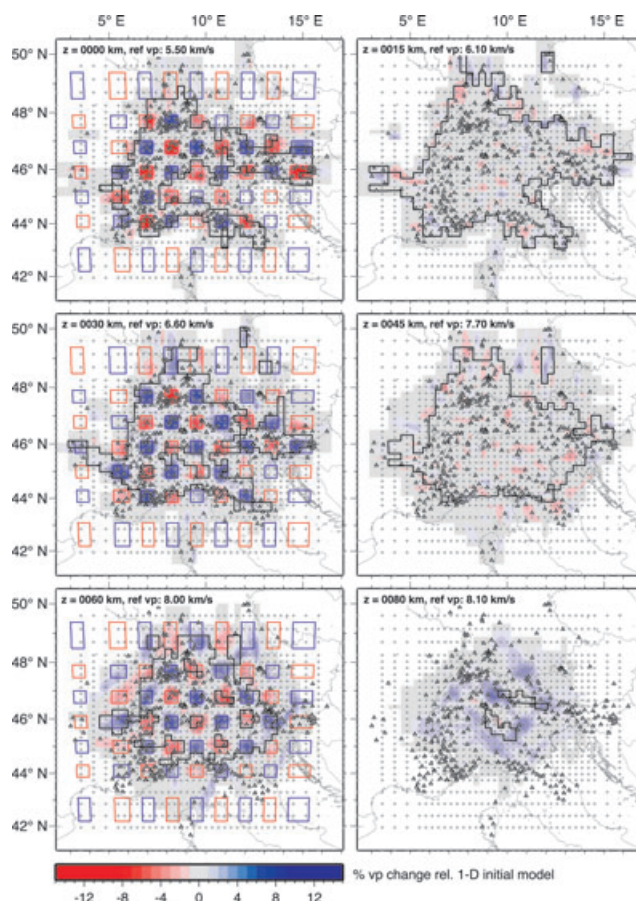 5° E 10° E 15° E 5° E 10° E 15° E
z = 0000 km, ref vp: 5.50 km/s
z = 0015 km, ref vp: 6.10 km/s
50° N
48° N
46° N
44° N
42° N
z = 0030 km, ref vp: 6.60 km/s
z = 0045 km, ref vp: 7.70 km/s
50° N
48° N
46° N
44° N
42° N
z = 0060 km, ref vp: 8.00 km/s
z = 0080 km, ref vp: 8.10 km/s
50° N
48° N
46° N
44° N
42° N
% vp change rel. 1-D initial model
-12 -8 -4 0 4 8 12